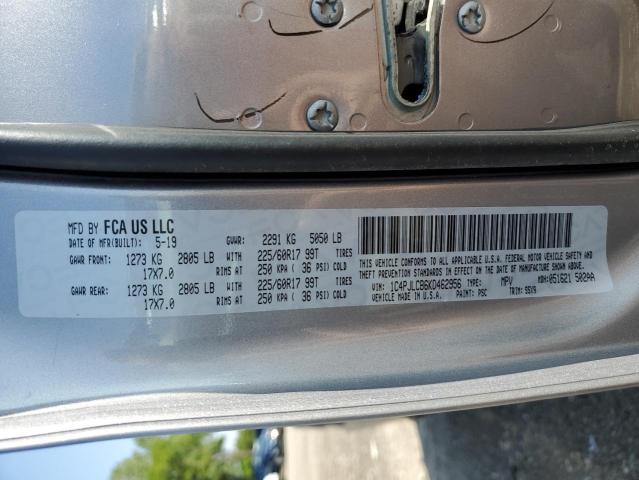 MFD BY FCA US LLC
DATE OF MFR(BUILT): 5-19 GVWR: 2291 KG 5050 LB
GAWR FRONT: 1273 KG 2805 LB WITH 225/60R17 99T TIRES
17X7.0 RIMS AT 250 KPA ( 36 PSI) COLD
GAWR REAR: 1273 KG 2805 LB WITH 225/60R17 99T TIRES
17X7.0 RIMS AT 250 KPA ( 36 PSI) COLD
THIS VEHICLE CONFORMS TO ALL APPLICABLE U.S.A. FEDERAL MOTOR VEHICLE SAFETY AND
THEFT PREVENTION STANDARDS IN EFFECT ON THE DATE OF MANUFACTURE SHOWN ABOVE.
VIN: 1C4PJLCB6KD462956 TYPE: MPV MDH: 051621 502AA
MADE IN U.S.A. PAINT: PSC TRIM: S5X9